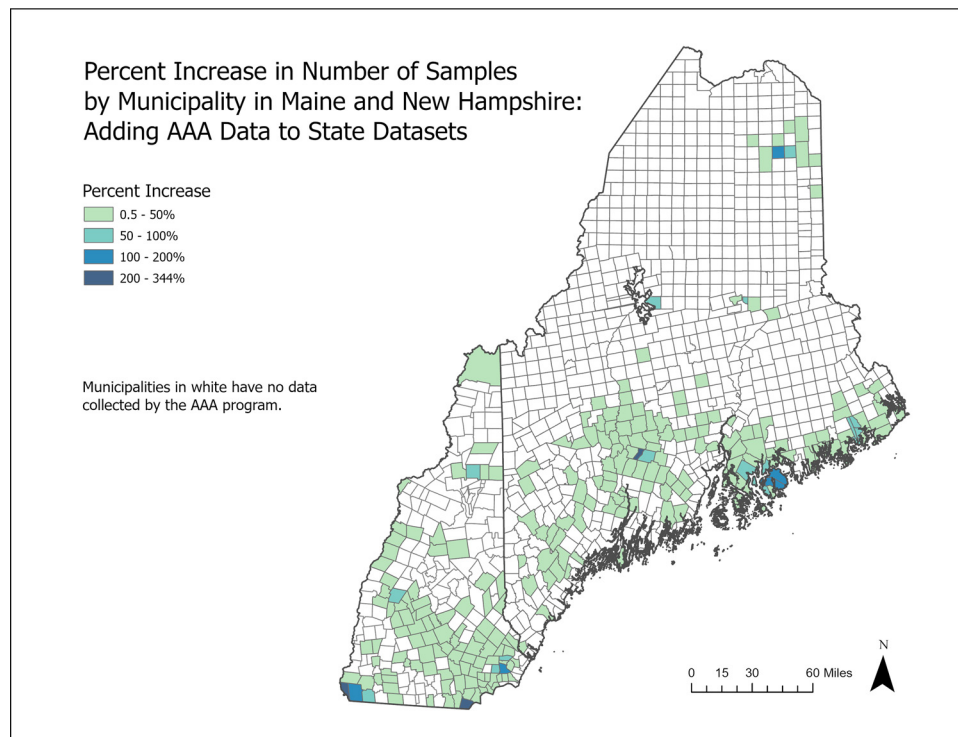 Percent Increase in Number of Samples
by Municipality in Maine and New Hampshire:
Adding AAA Data to State Datasets
Percent Increase
0.5 - 50%
50 - 100%
100 - 200%
200 - 344%
Municipalities in white have no data
collected by the AAA program.
N
0 15 30 60 Miles